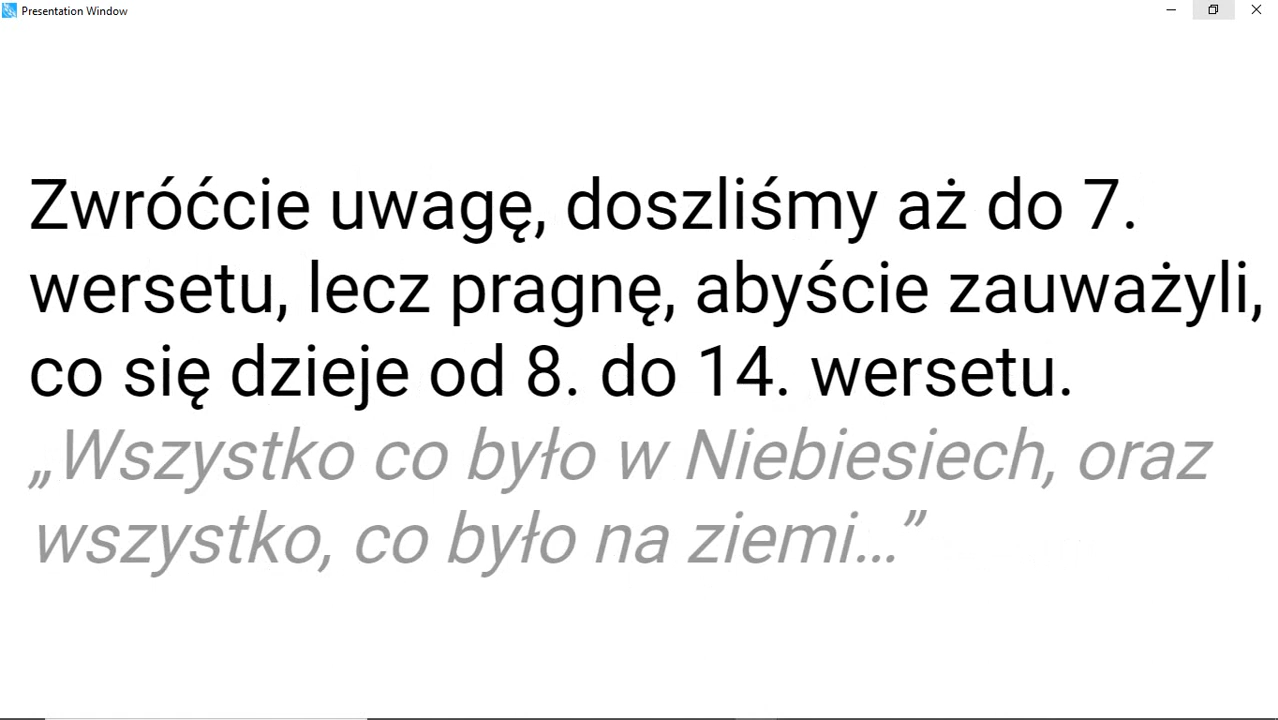 Presentation Window
Zwróćcie uwagę, doszliśmy aż do 7.
wersetu, lecz pragnę, abyście zauważyli,
co się dzieje od 8. do 14. wersetu.
„Wszystko co było w Niebiesiech, oraz
wszystko, co było na ziemi…”